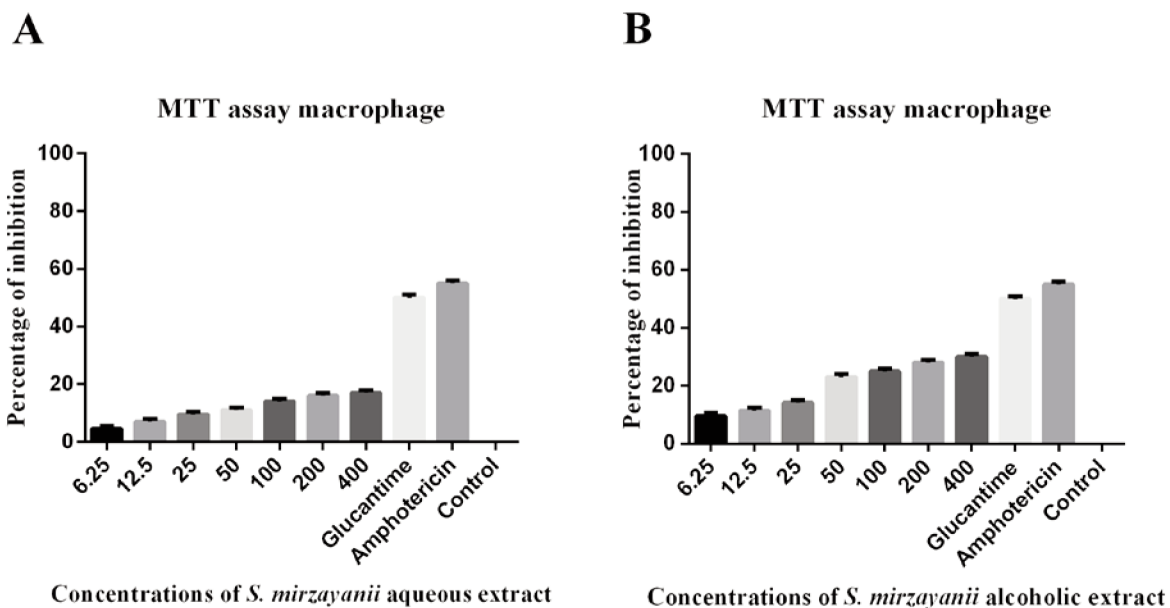 A
MTT assay macrophage
Percentage of inhibition
100
80
60
40
20
0
6.25
12.5
25
50
100
200
400
Glucantime
Amphotericin
Control
Concentrations of S. mirzayanii aqueous extract
B
MTT assay macrophage
Percentage of inhibition
100
80
60
40
20
0
6.25
12.5
25
50
100
200
400
Glucantime
Amphotericin
Control
Concentrations of S. mirzayanii alcoholic extract